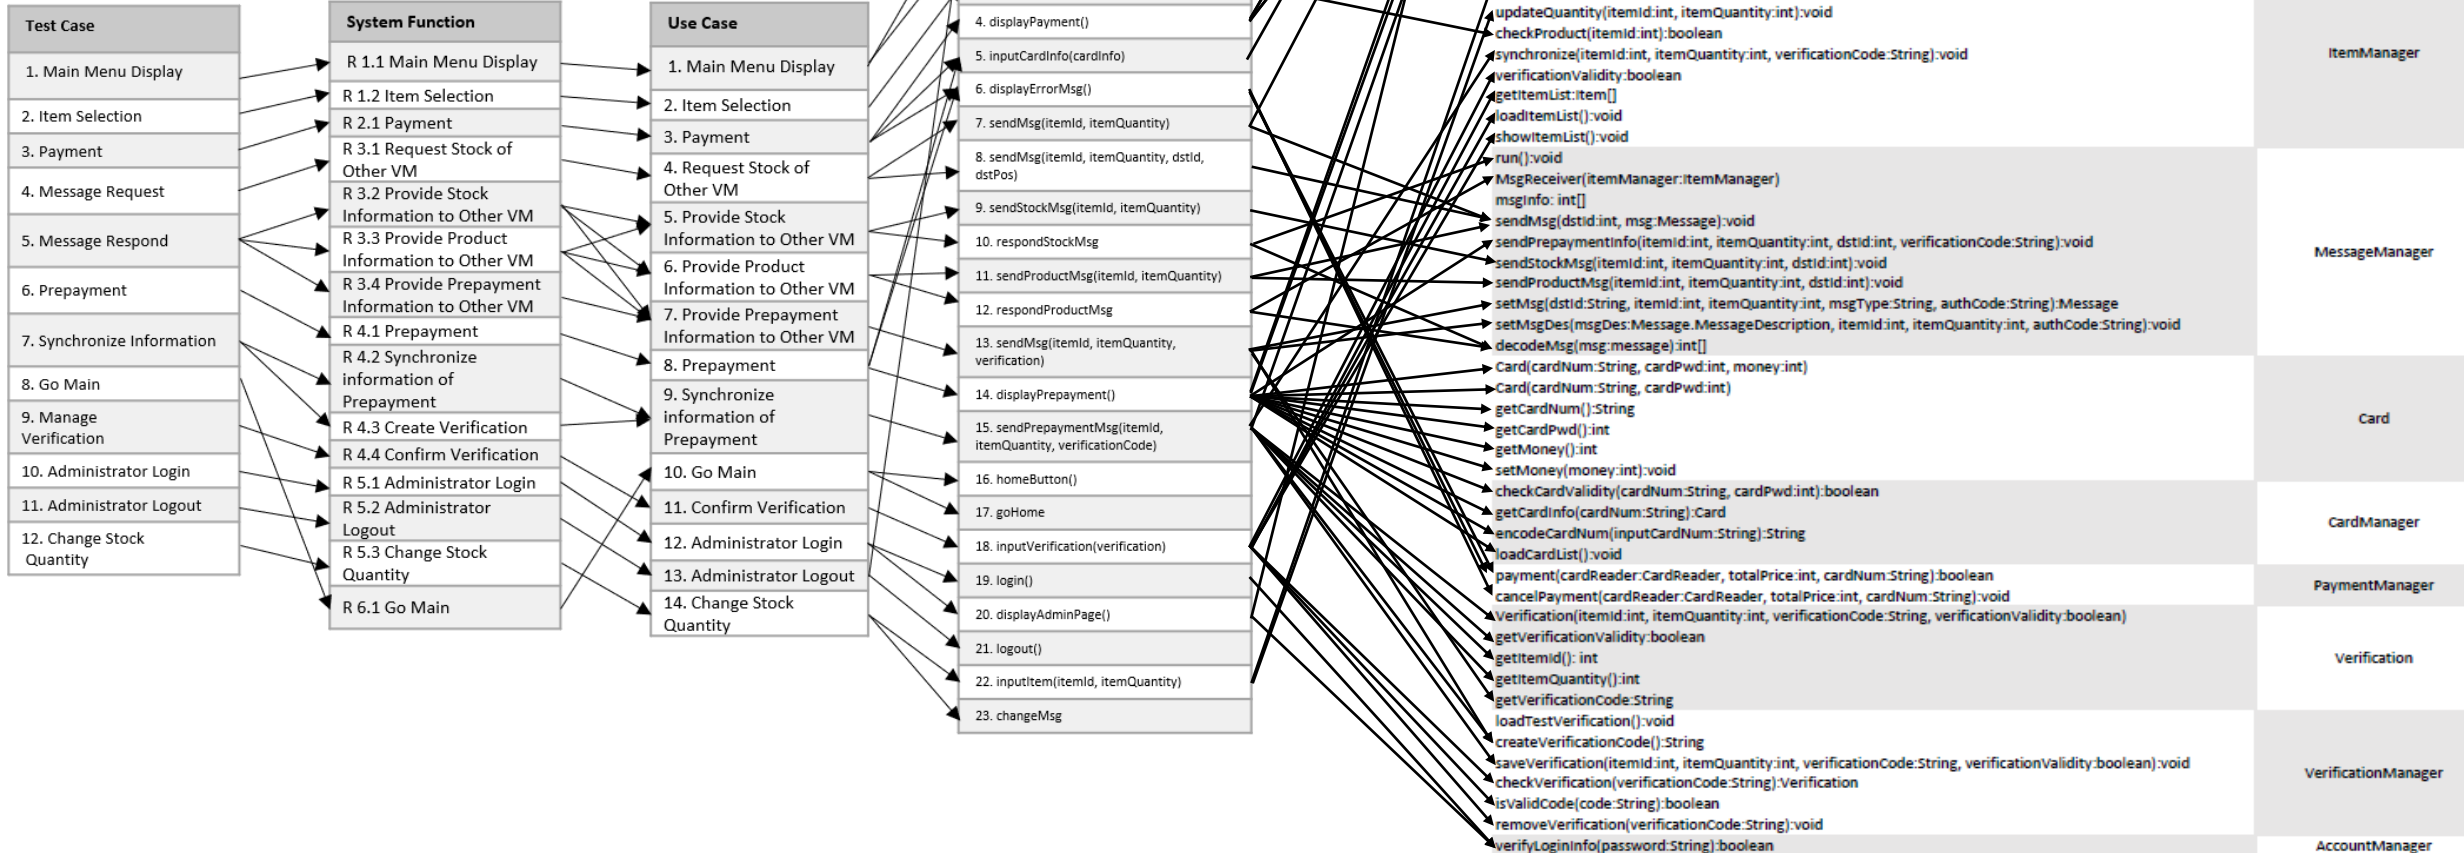 Test Case
1. Main Menu Display
2. Item Selection
3. Payment
4. Message Request
5. Message Respond
6. Prepayment
7. Synchronize Information
8. Go Main
9. Manage
Verification
10. Administrator Login
11. Administrator Logout
12. Change Stock
Quantity
System Function
R 1.1 Main Menu Display
R 1.2 Item Selection
R 2.1 Payment
R 3.1 Request Stock of
Other VM
R 3.2 Provide Stock
Information to Other VM
R 3.3 Provide Product
Information to Other VM
R 3.4 Provide Prepayment
Information to Other VM
R 4.1 Prepayment
R 4.2 Synchronize
information of
Prepayment
R 4.3 Create Verification
R 4.4 Confirm Verification
R 5.1 Administrator Login
R 5.2 Administrator
Logout
R 5.3 Change Stock
Quantity
R 6.1 Go Main
Use Case
1. Main Menu Display
2. Item Selection
3. Payment
4. Request Stock of
Other VM
5. Provide Stock
Information to Other VM
6. Provide Product
Information to Other VM
7. Provide Prepayment
Information to Other VM
8. Prepayment
9. Synchronize
information of
Prepayment
10. Go Main
11. Confirm Verification
12. Administrator Login
13. Administrator Logout
14. Change Stock
Quantity
4. displayPayment()
5. inputCardInfo(cardInfo)
6. displayErrorMsg()
7. sendMsg(itemId, itemQuantity)
8. sendMsg(itemId, itemQuantity, dstId,
dstPos)
9. sendStockMsg(itemId, itemQuantity)
10. respondStockMsg
11. sendProductMsg(itemId, itemQuantity)
12. respondProductMsg
13. sendMsg(itemId, itemQuantity,
verification)
14. displayPrepayment()
15. sendPrepaymentMsg(itemId,
itemQuantity, verificationCode)
16. homeButton()
17. goHome
18. inputVerification(verification)
19. login()
20. displayAdminPage()
21. logout()
22. inputItem(itemId, itemQuantity)
23. changeMsg
updateQuantity(itemId:int, itemQuantity:int):void
checkProduct(itemId:int):boolean
synchronize(itemId:int, itemQuantity:int, verificationCode:String):void
verificationValidity:boolean
getItemList:Item[]
loadItemList():void
showItemList():void
ItemManager
run():void
MsgReceiver(itemManager:ItemManager)
msgInfo: int[]
sendMsg(dstId:int, msg:Message):void
sendPrepaymentInfo(itemId:int, itemQuantity:int, dstId:int, verificationCode:String):void
sendStockMsg(itemId:int, itemQuantity:int, dstId:int):void
sendProductMsg(itemId:int, itemQuantity:int, dstId:int):void
setMsg(dstId:String, itemId:int, itemQuantity:int, msgType:String, authCode:String):Message
setMsgDes(msgDes:Message.MessageDescription, itemId:int, itemQuantity:int, authCode:String):void
decodeMsg(msg:message):int[]
MessageManager
Card(cardNum:String, cardPwd:int, money:int)
Card(cardNum:String, cardPwd:int)
getCardNum():String
getCardPwd():int
getMoney():int
setMoney(money:int):void
Card
checkCardValidity(cardNum:String, cardPwd:int):boolean
getCardInfo(cardNum:String):Card
encodeCardNum(inputCardNum:String):String
loadCardList():void
CardManager
payment(cardReader:CardReader, totalPrice:int, cardNum:String):boolean
cancelPayment(cardReader:CardReader, totalPrice:int, cardNum:String):void
PaymentManager
Verification(itemId:int, itemQuantity:int, verificationCode:String, verificationValidity:boolean)
getVerificationValidity:boolean
getItemId(): int
getItemQuantity():int
getVerificationCode:String
Verification
loadTestVerification():void
createVerificationCode():String
saveVerification(itemId:int, itemQuantity:int, verificationCode:String, verificationValidity:boolean):void
checkVerification(verificationCode:String):Verification
isValidCode(code:String):boolean
removeVerification(verificationCode:String):void
VerificationManager
verifyLoginInfo(password:String):boolean
AccountManager